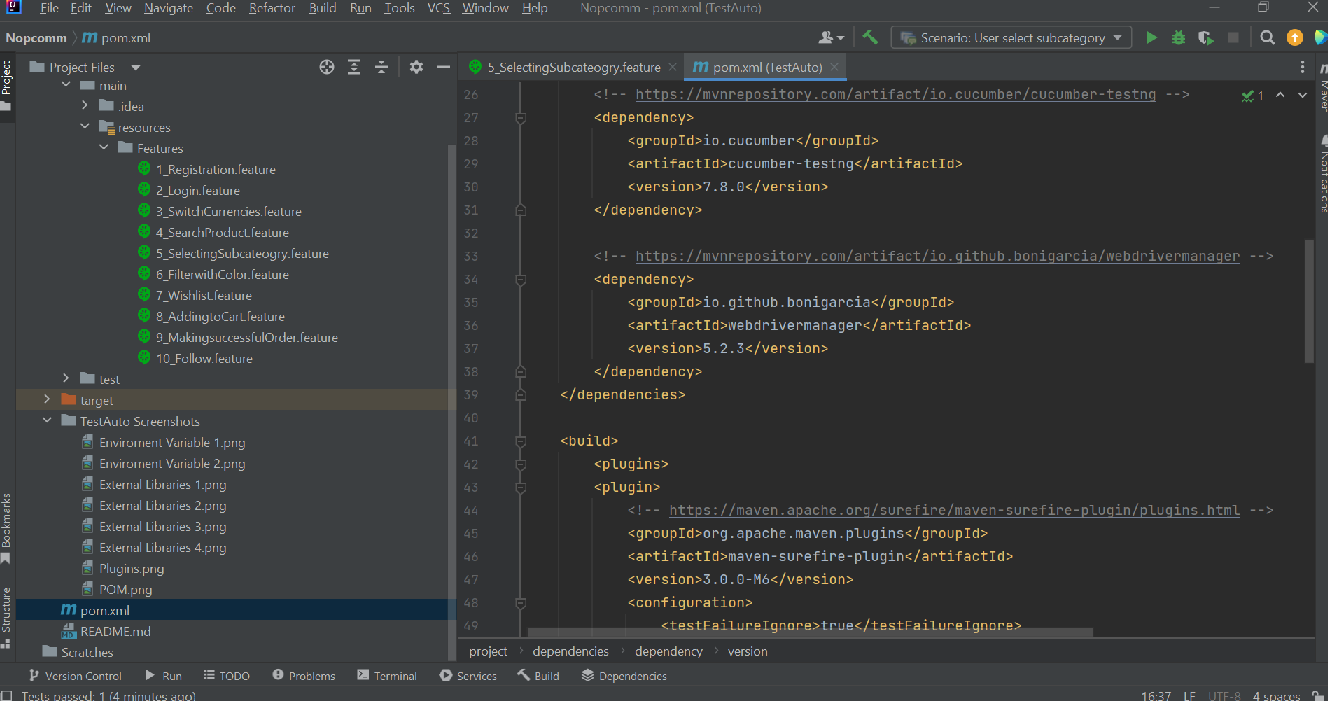 File Edit View Navigate Code Refactor Build Run Tools VCS Window Help Nopcomm - pom.xml (TestAuto)
Nopcomm pom.xml
Scenario: User select subcategory
Project
Project Files
main
.idea
resources
Features
1_Registration.feature
2_Login.feature
3_SwitchCurrencies.feature
4_SearchProduct.feature
5_SelectingSubcateogry.feature
6_FilterwithColor.feature
7_Wishlist.feature
8_AddingtoCart.feature
9_MakingsuccessfulOrder.feature
10_Follow.feature
test
target
TestAuto Screenshots
Enviroment Variable 1.png
Enviroment Variable 2.png
External Libraries 1.png
External Libraries 2.png
External Libraries 3.png
External Libraries 4.png
Plugins.png
POM.png
pom.xml
README.md
Scratches
Bookmarks
Structure
5_SelectingSubcateogry.feature pom.xml (TestAuto)
1
26 <!-- https://mvnrepository.com/artifact/io.cucumber/cucumber-testng -->
27 <dependency>
28 <groupId>io.cucumber</groupId>
29 <artifactId>cucumber-testng</artifactId>
30 <version>7.8.0</version>
31 </dependency>
32
33 <!-- https://mvnrepository.com/artifact/io.github.bonigarcia/webdrivermanager -->
34 <dependency>
35 <groupId>io.github.bonigarcia</groupId>
36 <artifactId>webdrivermanager</artifactId>
37 <version>5.2.3</version>
38 </dependency>
39 </dependencies>
40
41 <build>
42 <plugins>
43 <plugin>
44 <!-- https://maven.apache.org/surefire/maven-surefire-plugin/plugins.html -->
45 <groupId>org.apache.maven.plugins</groupId>
46 <artifactId>maven-surefire-plugin</artifactId>
47 <version>3.0.0-M6</version>
48 <configuration>
49 <testFailureIgnore>true</testFailureIgnore>
project dependencies dependency version
Version Control Run TODO Problems Terminal Services Build Dependencies
Tests passed: 1 (4 minutes ago)
16:37 LF UTF-8 4 spaces